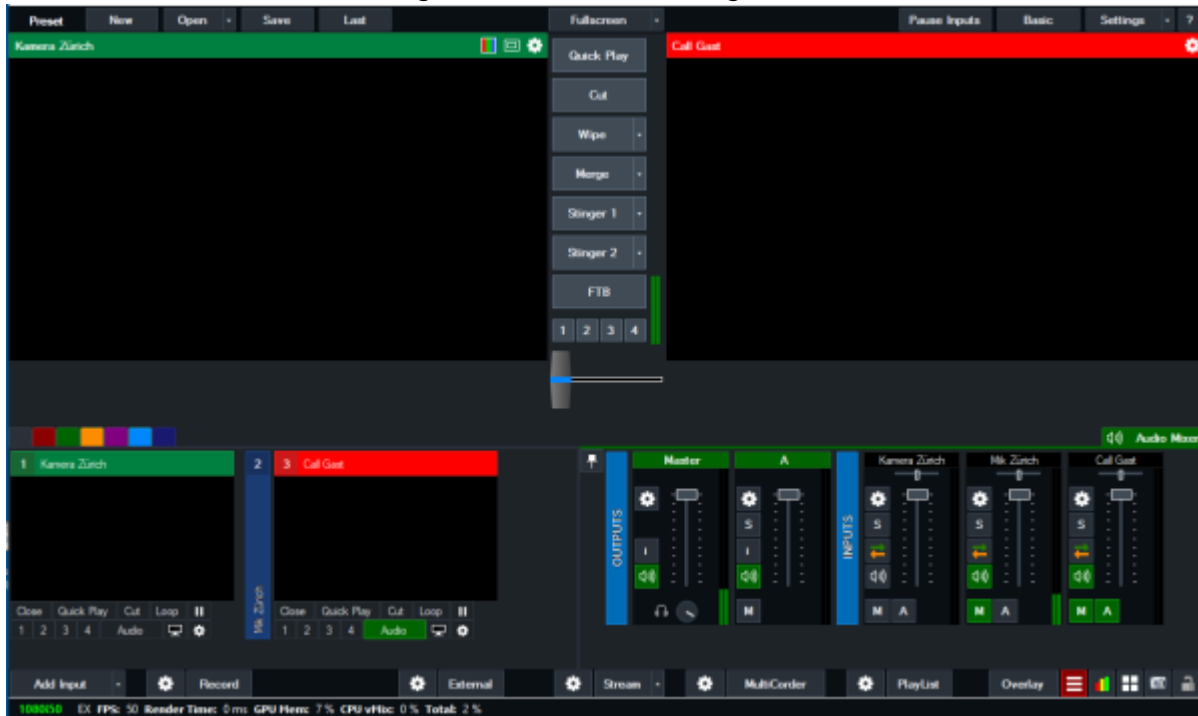 Preset New Open Save Last Fullscreen Pause Inputs Basic Settings ?
Kamera Zürich
Call Gast
Quick Play
Cut
Wipe
Merge
Stinger 1
Stinger 2
FTB
1 2 3 4
Audio Mixer
1 Kamera Zürich
2 Mik Zürich
3 Call Gast
Close Quick Play Cut Loop
1 2 3 4 Audio
Close Quick Play Cut Loop
1 2 3 4 Audio
OUTPUTS
Master
A
S
M
INPUTS
Kamera Zürich
Mik Zürich
Call Gast
S S S
M A M A M A
Add Input Record External Stream MultiCorder PlayList Overlay
1080i50 EX FPS: 50 Render Time: 0 ms GPU Mem: 7 % CPU vMix: 0 % Total: 2 %